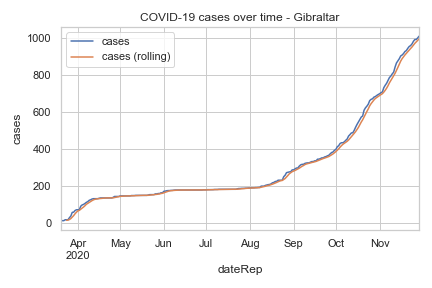 COVID-19 cases over time - Gibraltar
cases
cases (rolling)
1000
800
600
400
200
0
cases
Apr May Jun Jul Aug Sep Oct Nov
2020
dateRep